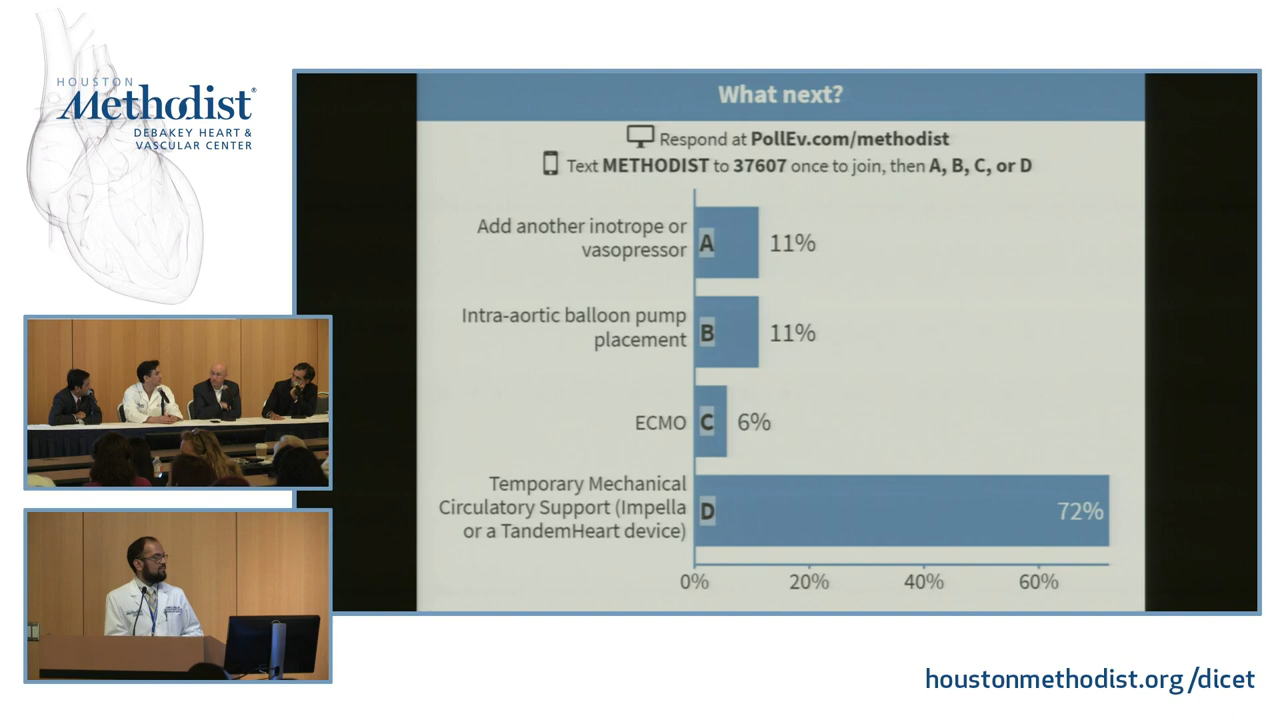 HOUSTON
Methodist®
DEBAKEY HEART &
VASCULAR CENTER
What next?
Respond at PollEv.com/methodist
Text METHODIST to 37607 once to join, then A, B, C, or D
Add another inotrope or
vasopressor
A
11%
Intra-aortic balloon pump
placement
B
11%
ECMO
C
6%
Temporary Mechanical
Circulatory Support (Impella
or a TandemHeart device)
D
72%
0% 20% 40% 60%
houstonmethodist.org/dicet